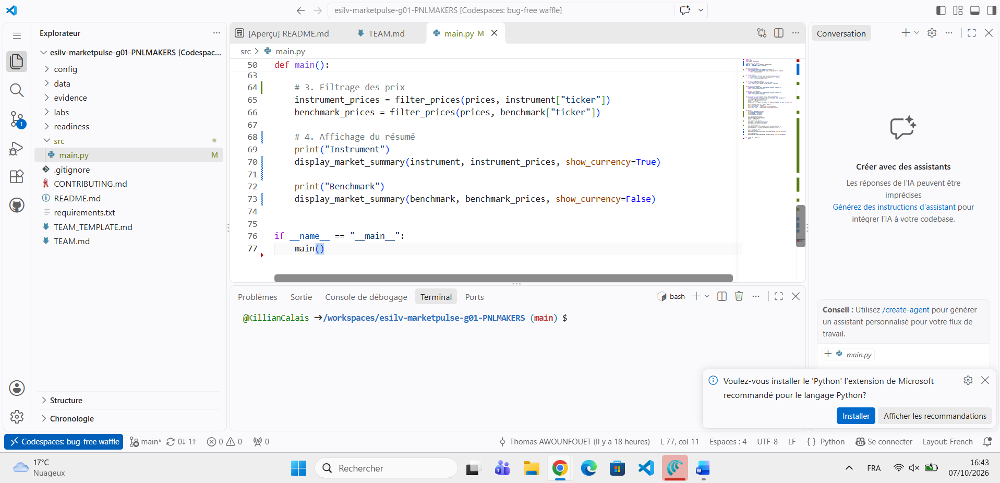 esilv-marketpulse-g01-PNLMAKERS [Codespaces: bug-free waffle]
Explorateur
esilv-marketpulse-g01-PNLMAKERS [Codespac...
config
data
evidence
labs
readiness
src
main.py M
.gitignore
CONTRIBUTING.md
README.md
requirements.txt
TEAM_TEMPLATE.md
TEAM.md
Structure
Chronologie
1
[Aperçu] README.md
TEAM.md
main.py M
src > main.py
50 def main():
63
64 # 3. Filtrage des prix
65 instrument_prices = filter_prices(prices, instrument["ticker"])
66 benchmark_prices = filter_prices(prices, benchmark["ticker"])
67
68 # 4. Affichage du résumé
69 print("Instrument")
70 display_market_summary(instrument, instrument_prices, show_currency=True)
71
72 print("Benchmark")
73 display_market_summary(benchmark, benchmark_prices, show_currency=False)
74
75
76 if __name__ == "__main__":
77 main()
Problèmes
Sortie
Console de débogage
Terminal
Ports
bash
@KillianCalais ➜/workspaces/esilv-marketpulse-g01-PNLMAKERS (main) $
Conversation
Créer avec des assistants
Les réponses de l’IA peuvent être
imprécises
Générez des instructions d’assistant pour
intégrer l’IA à votre codebase.
Conseil : Utilisez /create-agent pour générer
un assistant personnalisé pour votre flux de
travail.
main.py
Voulez-vous installer le 'Python' l’extension de Microsoft
recommandé pour le langage Python?
Installer
Afficher les recommandations
Codespaces: bug-free waffle
main*
0↓ 1↑
0
0
0
Thomas AWOUNFOUET (Il y a 18 heures)
L 77, col 11
Espaces : 4
UTF-8
LF
{ } Python
Se connecter
Layout: French
17°C
Nuageux
Rechercher
FRA
16:43
07/10/2026